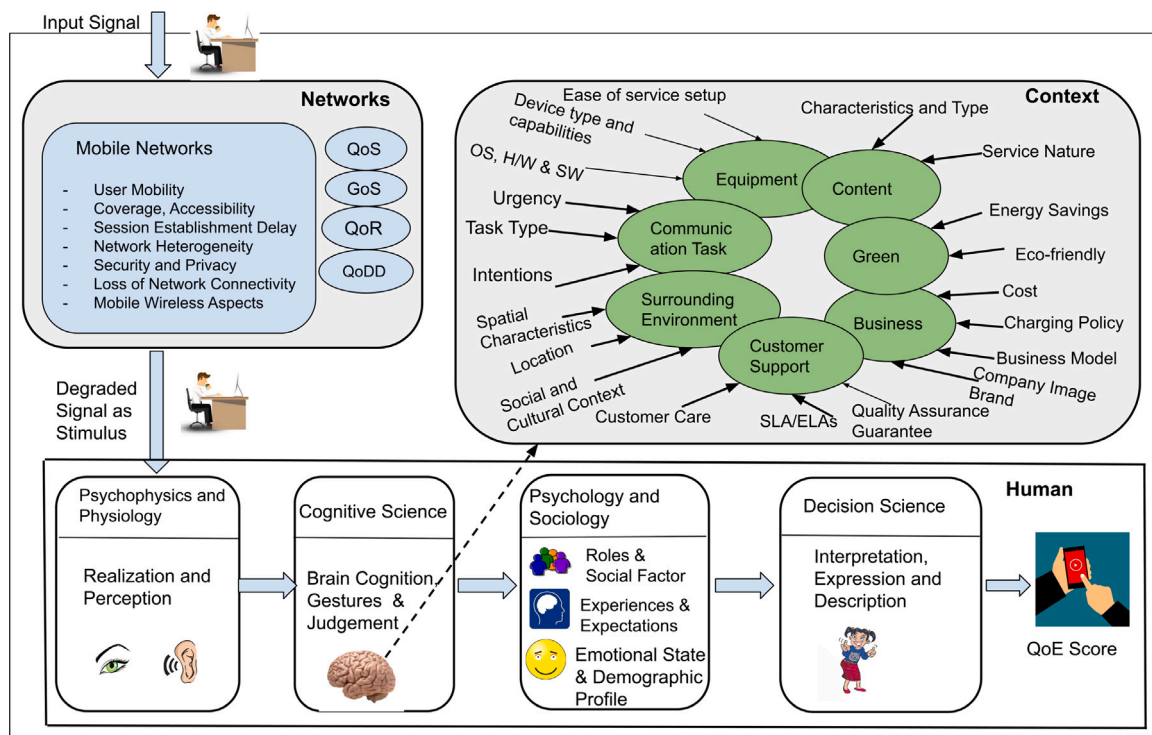 Input Signal
Networks
Mobile Networks
- User Mobility
- Coverage, Accessibility
- Session Establishment Delay
- Network Heterogeneity
- Security and Privacy
- Loss of Network Connectivity
- Mobile Wireless Aspects
QoS
GoS
QoR
QoDD
Context
Ease of service setup
Device type and
capabilities
OS, H/W & SW
Equipment
Characteristics and Type
Service Nature
Content
Urgency
Task Type
Intentions
Communic
ation Task
Energy Savings
Eco-friendly
Green
Spatial
Characteristics
Location
Social and
Cultural Context
Surrounding
Environment
Cost
Charging Policy
Business Model
Company Image
Brand
Business
Customer
Support
Customer Care
SLA/ELAs
Quality Assurance
Guarantee
Degraded
Signal as
Stimulus
Human
Psychophysics and
Physiology
Realization and
Perception
Cognitive Science
Brain Cognition,
Gestures &
Judgement
Psychology and
Sociology
Roles &
Social Factor
Experiences &
Expectations
Emotional State
& Demographic
Profile
Decision Science
Interpretation,
Expression and
Description
QoE Score